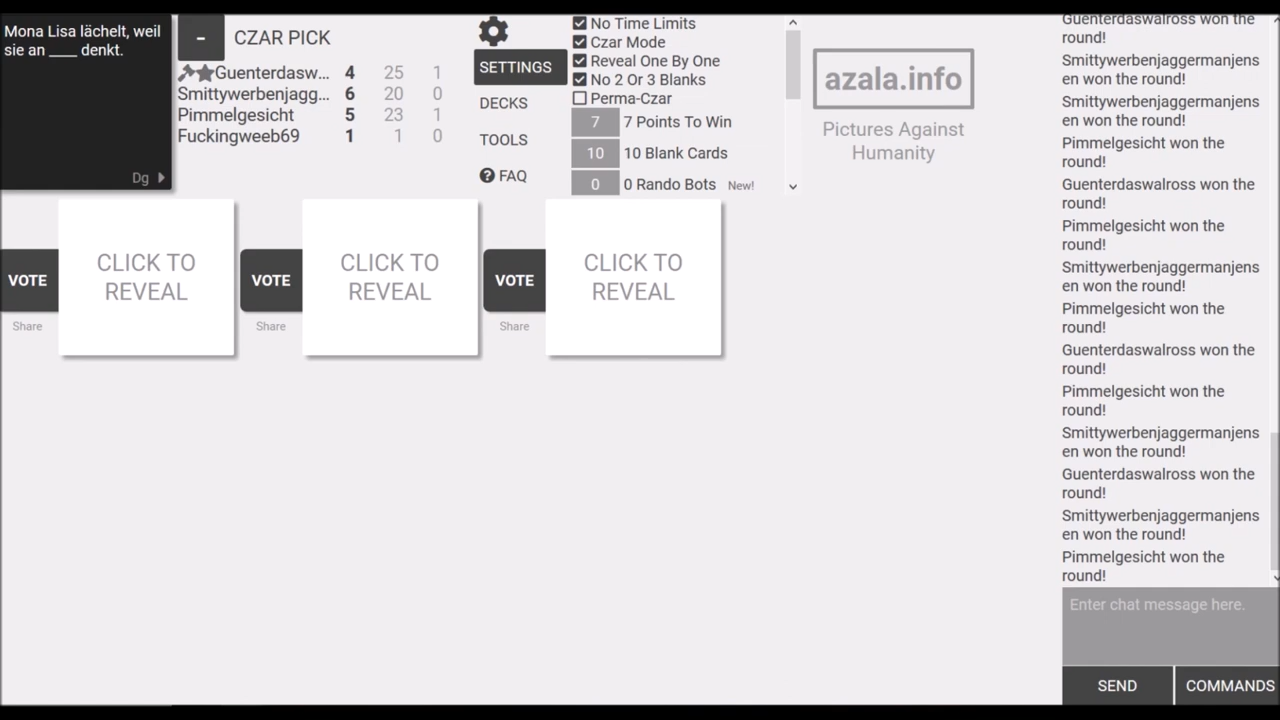 Mona Lisa lächelt, weil
sie an ____ denkt.
Dg
-
CZAR PICK
Guenterdasw... 4 25 1
Smittywerbenjagg... 6 20 0
Pimmelgesicht 5 23 1
Fuckingweeb69 1 1 0
SETTINGS
DECKS
TOOLS
? FAQ
No Time Limits
Czar Mode
Reveal One By One
No 2 Or 3 Blanks
Perma-Czar
7 7 Points To Win
10 10 Blank Cards
0 0 Rando Bots New!
azala.info
Pictures Against
Humanity
VOTE
Share
CLICK TO
REVEAL
VOTE
Share
CLICK TO
REVEAL
VOTE
Share
CLICK TO
REVEAL
Guenterdaswalross won the
round!
Smittywerbenjaggermanjens
en won the round!
Smittywerbenjaggermanjens
en won the round!
Pimmelgesicht won the
round!
Guenterdaswalross won the
round!
Pimmelgesicht won the
round!
Smittywerbenjaggermanjens
en won the round!
Pimmelgesicht won the
round!
Guenterdaswalross won the
round!
Pimmelgesicht won the
round!
Smittywerbenjaggermanjens
en won the round!
Guenterdaswalross won the
round!
Smittywerbenjaggermanjens
en won the round!
Pimmelgesicht won the
round!
Enter chat message here.
SEND
COMMANDS